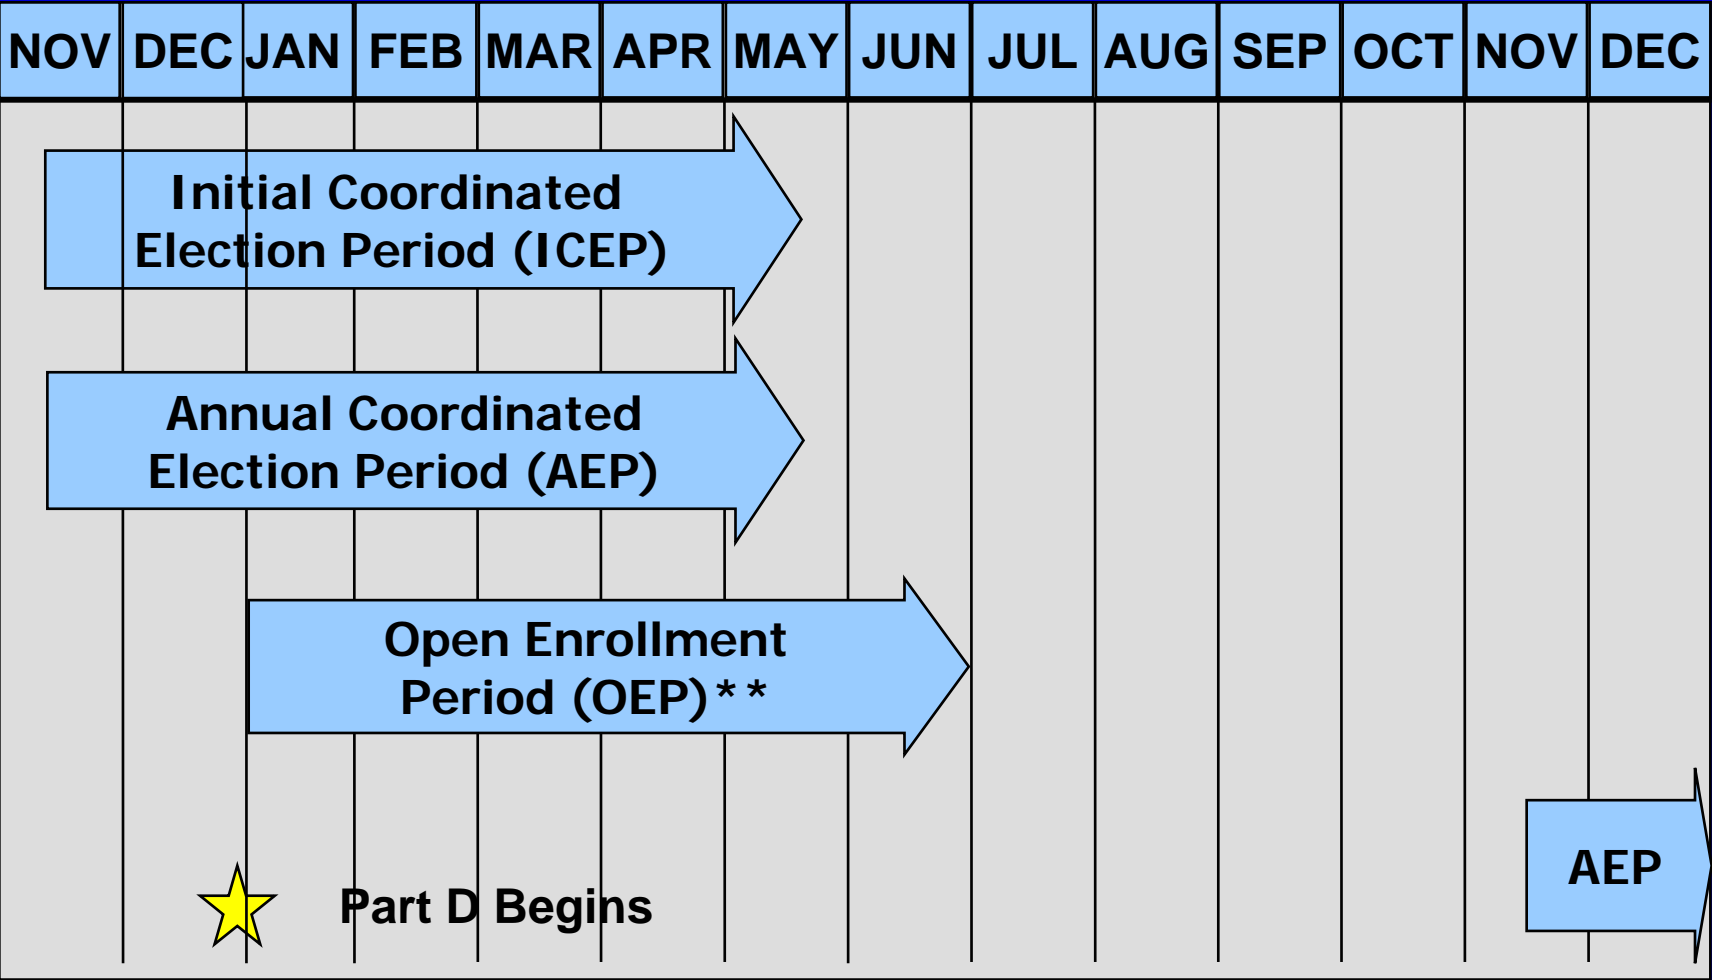 NOV DEC JAN FEB MAR APR MAY JUN JUL AUG SEP OCT NOV DEC
Initial Coordinated
Election Period (ICEP)
Annual Coordinated
Election Period (AEP)
Open Enrollment
Period (OEP)**
AEP
Part D Begins